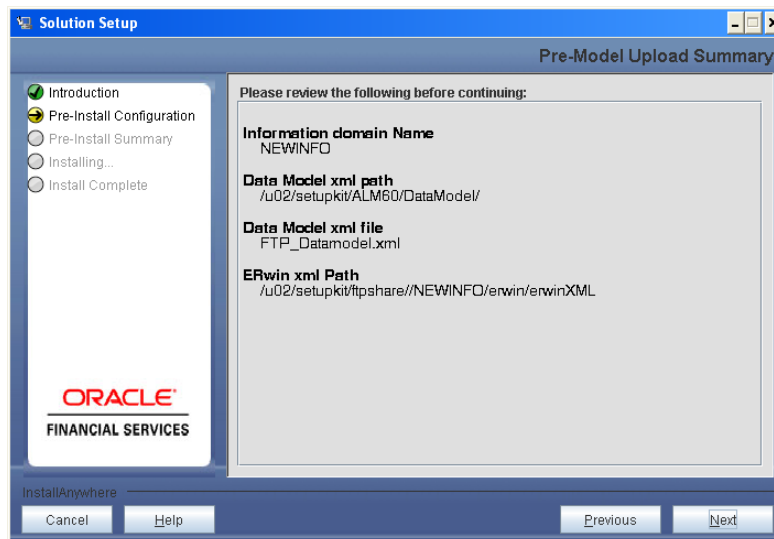 Solution Setup
Pre-Model Upload Summary
Introduction
Pre-Install Configuration
Pre-Install Summary
Installing...
Install Complete
Please review the following before continuing:
Information domain Name
NEWINFO
Data Model xml path
/u02/setupkit/ALM60/DataModel/
Data Model xml file
FTP_Datamodel.xml
ERwin xml Path
/u02/setupkit/ftpshare//NEWINFO/erwin/erwinXML
ORACLE
FINANCIAL SERVICES
InstallAnywhere
Cancel
Help
Previous
Next